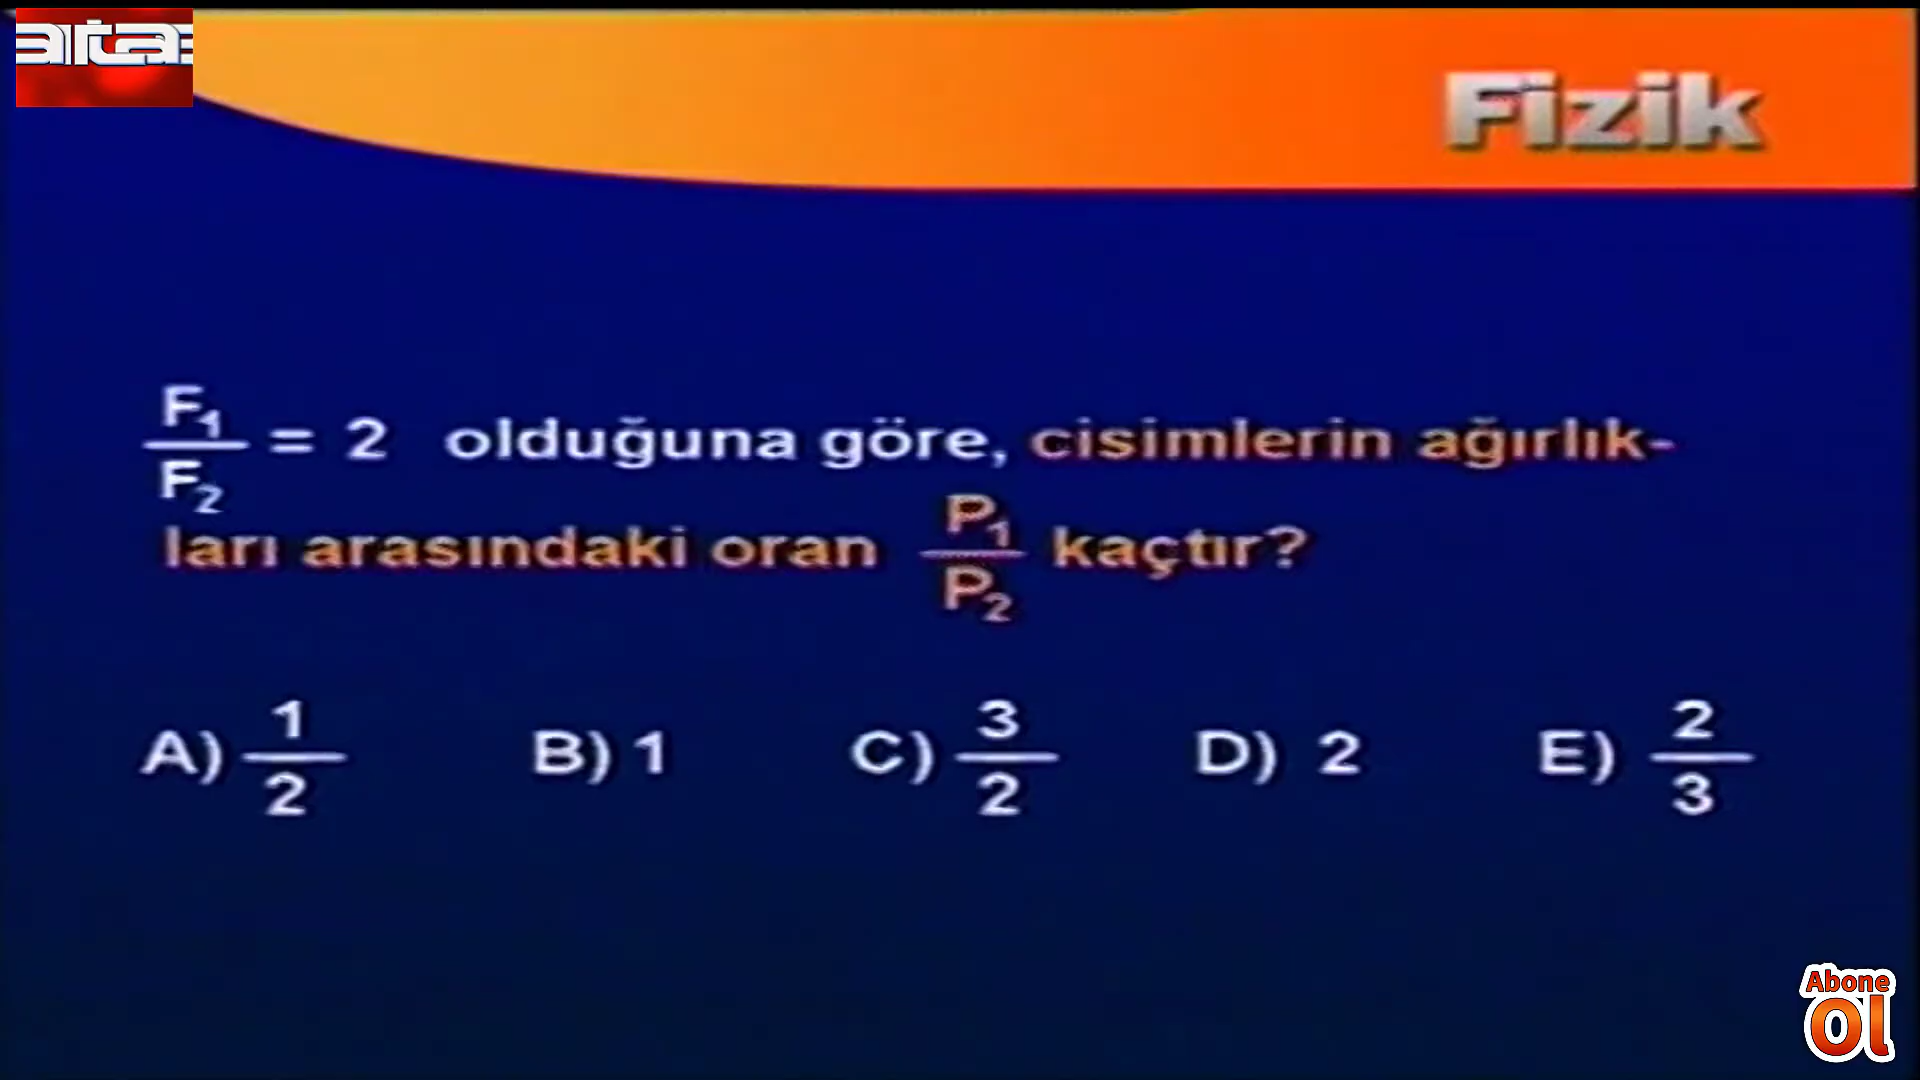 ata
Fizik
F₁/F₂ = 2 olduğuna göre, cisimlerin ağırlık-
ları arasındaki oran P₁/P₂ kaçtır?
A) 1/2 B) 1 C) 3/2 D) 2 E) 2/3
Abone
Ol